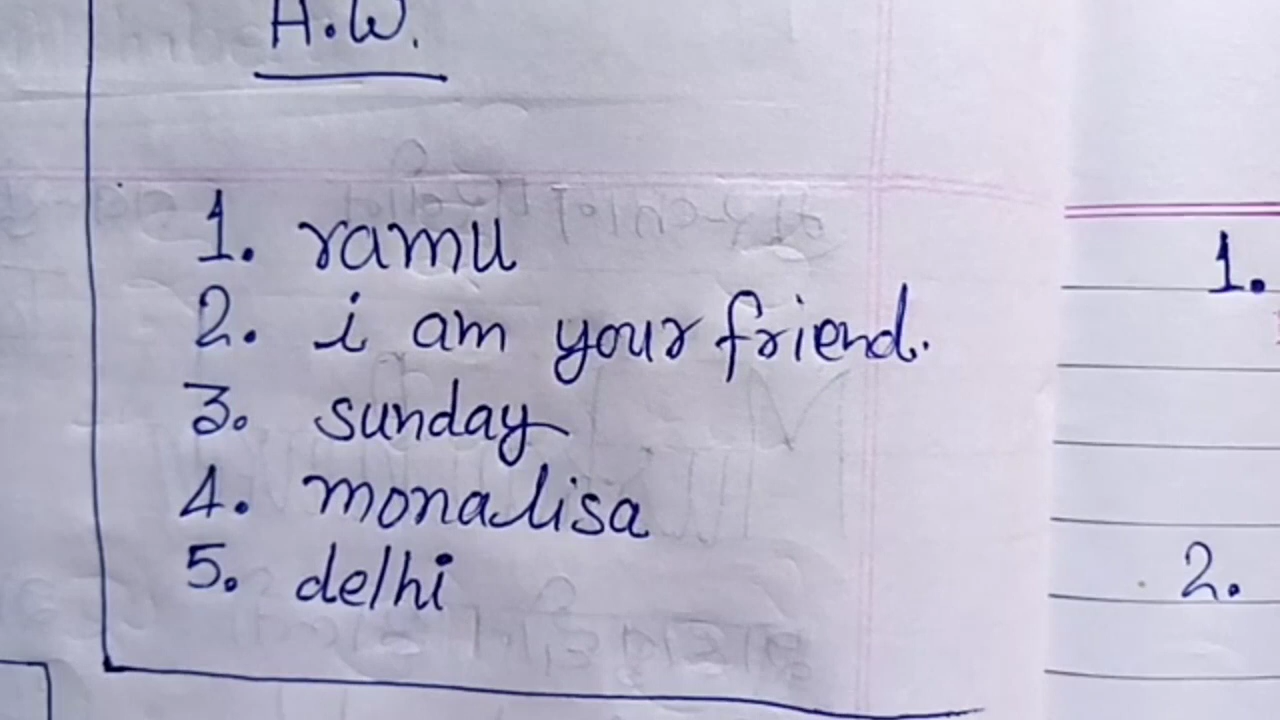 H.W.
1. ramu
2. i am your friend.
3. sunday
4. monalisa
5. delhi
1.
2.